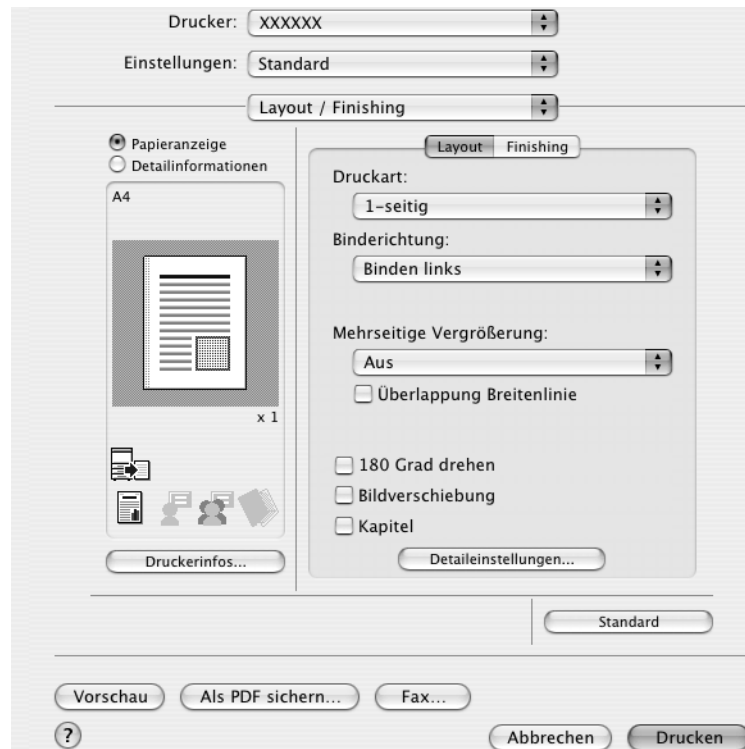 Drucker: XXXXXX
Einstellungen: Standard
Layout / Finishing
Papieranzeige
Detailinformationen
A4
x 1
Druckerinfos...
Layout Finishing
Druckart:
1-seitig
Binderichtung:
Binden links
Mehrseitige Vergrößerung:
Aus
Überlappung Breitenlinie
180 Grad drehen
Bildverschiebung
Kapitel
Detaileinstellungen...
Standard
Vorschau Als PDF sichern... Fax...
? Abbrechen Drucken